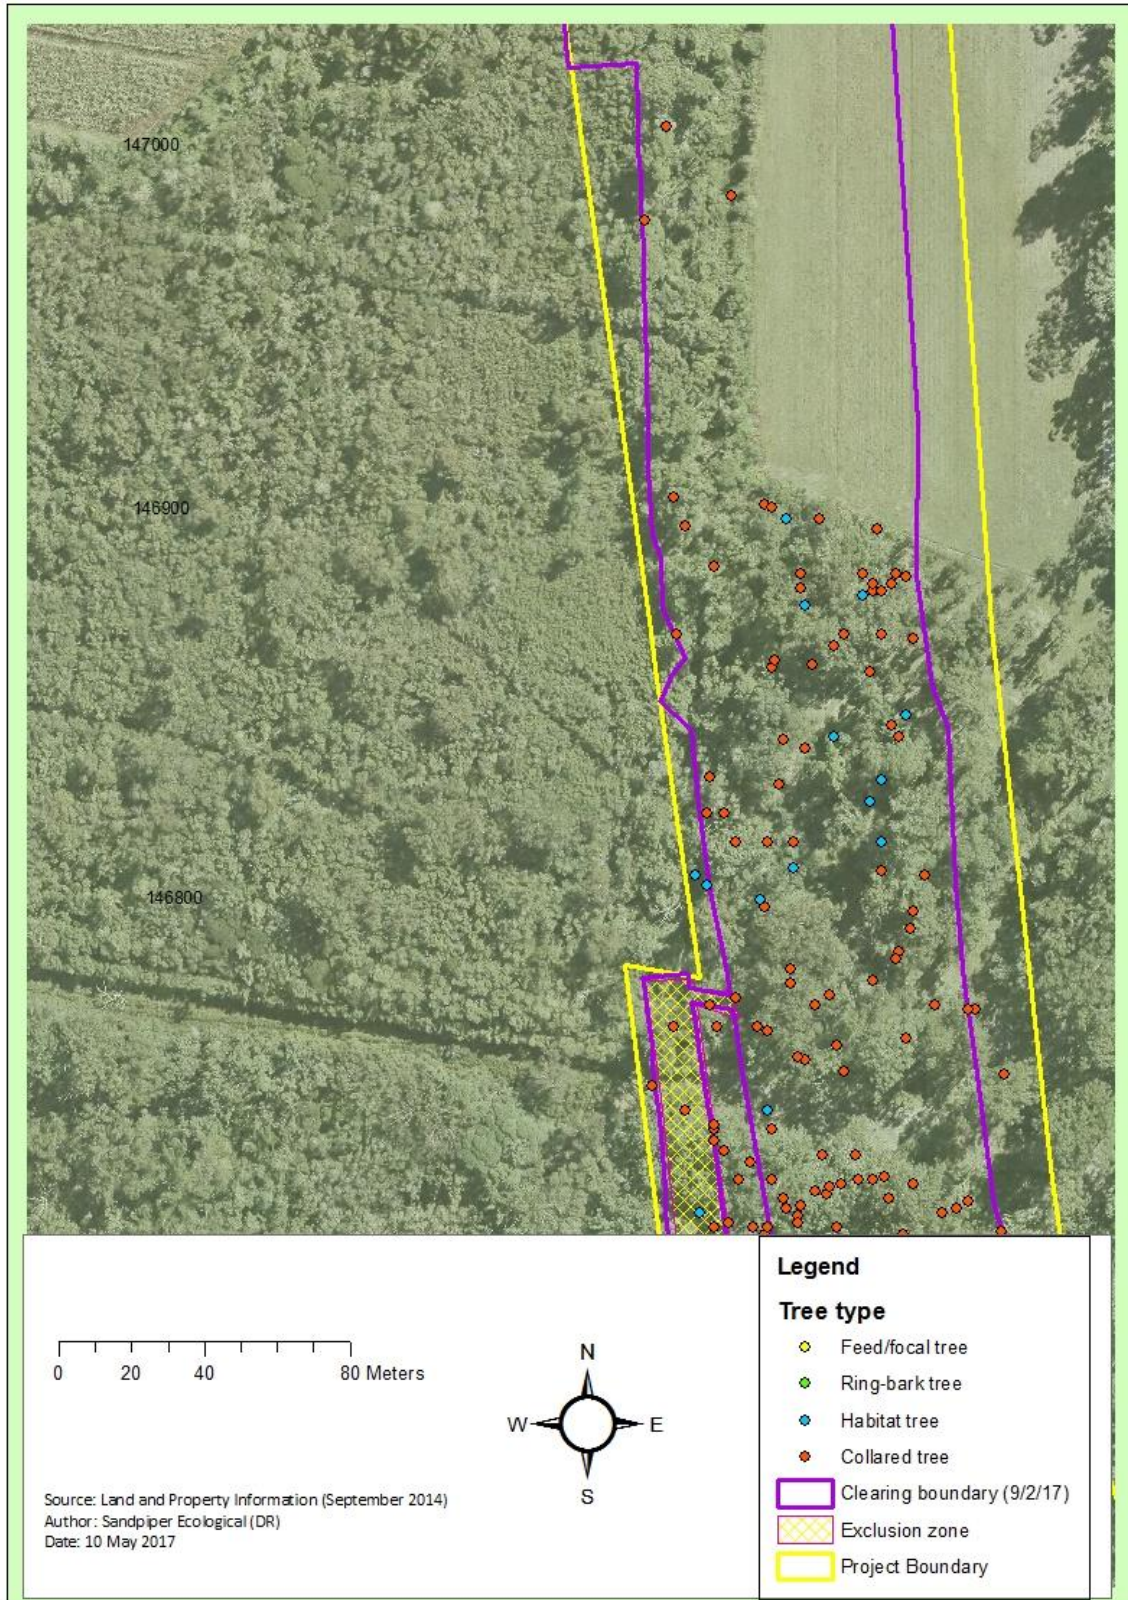 147000
146900
146800
0 20 40 80 Meters
N
W E
S
Source: Land and Property Information (September 2014)
Author: Sandpiper Ecological (DR)
Date: 10 May 2017
Legend
Tree type
Feed/focal tree
Ring-bark tree
Habitat tree
Collared tree
Clearing boundary (9/2/17)
Exclusion zone
Project Boundary